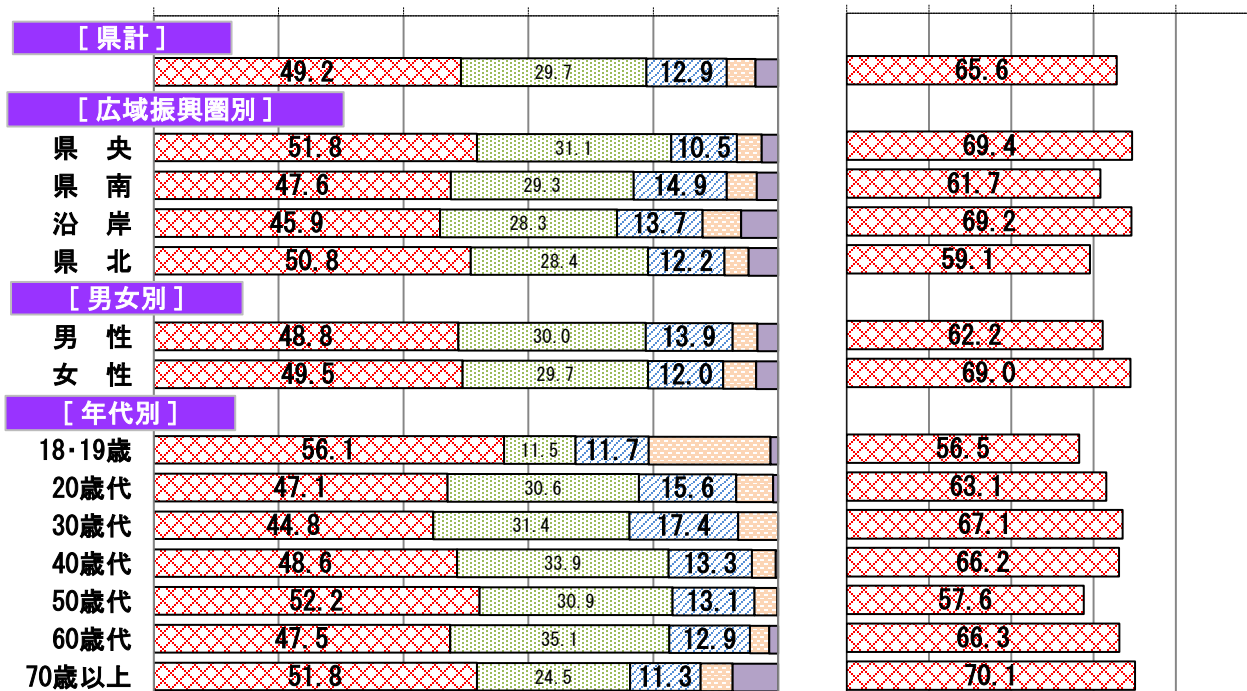 [ 県計 ]
49.2 29.7 12.9 65.6
[ 広域振興圏別 ]
県 央 51.8 31.1 10.5 69.4
県 南 47.6 29.3 14.9 61.7
沿 岸 45.9 28.3 13.7 69.2
県 北 50.8 28.4 12.2 59.1
[ 男女別 ]
男 性 48.8 30.0 13.9 62.2
女 性 49.5 29.7 12.0 69.0
[ 年代別 ]
18・19歳 56.1 11.5 11.7 56.5
20歳代 47.1 30.6 15.6 63.1
30歳代 44.8 31.4 17.4 67.1
40歳代 48.6 33.9 13.3 66.2
50歳代 52.2 30.9 13.1 57.6
60歳代 47.5 35.1 12.9 66.3
70歳以上 51.8 24.5 11.3 70.1